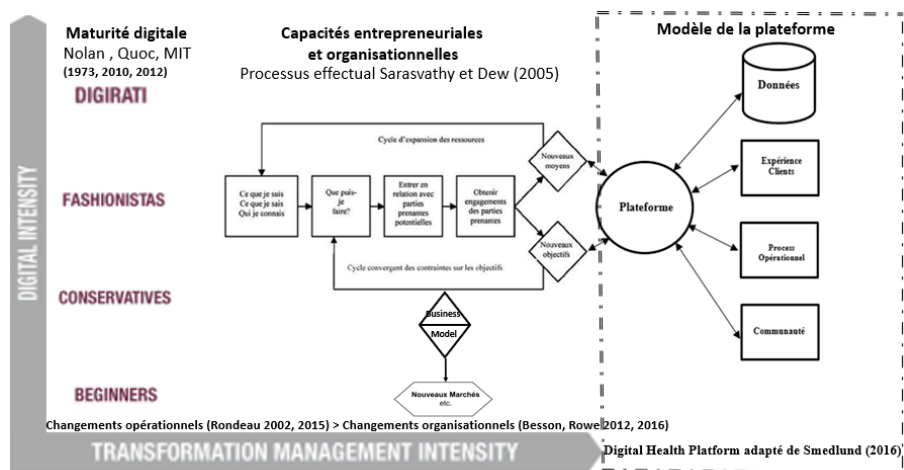 Maturité digitale
Nolan , Quoc, MIT
(1973, 2010, 2012)
Capacités entrepreneuriales
et organisationnelles
Processus effectual Sarasvathy et Dew (2005)
Modèle de la plateforme
DIGITAL INTENSITY
DIGIRATI
FASHIONISTAS
CONSERVATIVES
BEGINNERS
Cycle d'expansion des ressources
Ce que je suis
Ce que je sais
Qui je connais
Que puis-
je
faire?
Entrer en
relation avec
parties
prenantes
potentielles
Obtenir
engagements
des parties
prenantes
Nouveaux
moyens
Nouveaux
objectifs
Cycle convergent des contraintes sur les objectifs
Business
Model
Nouveaux Marchés
etc.
Plateforme
Données
Expérience
Clients
Process
Opérationnel
Communauté
Changements opérationnels (Rondeau 2002, 2015) > Changements organisationnels (Besson, Rowe 2012, 2016)
TRANSFORMATION MANAGEMENT INTENSITY
Digital Health Platform adapté de Smedlund (2016)